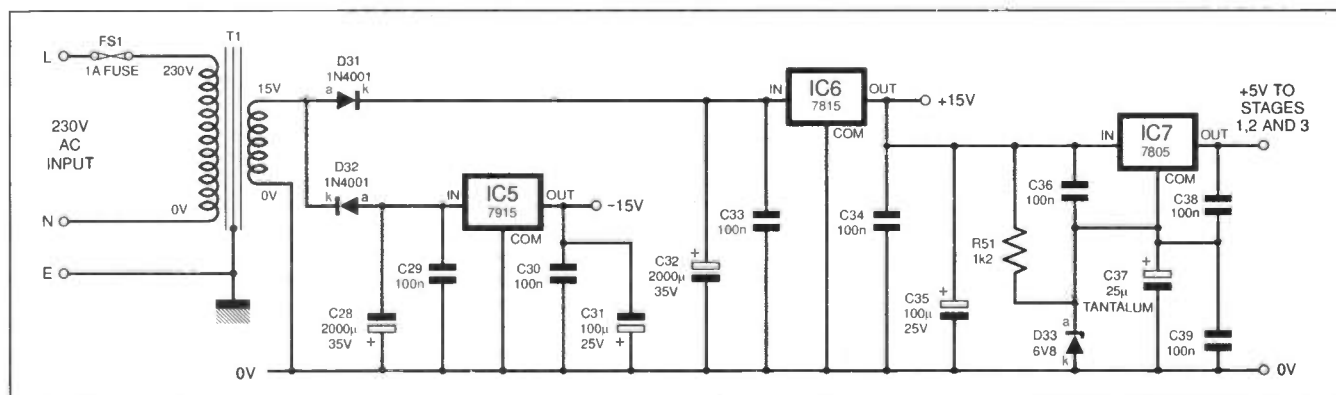 L
FS1
1A FUSE
230V
T1
15V
230V
AC
INPUT
0V
0V
N
E
D31
1N4001
a
k
D32
1N4001
k
a
IN
IC5
7915
OUT
COM
−15V
C28
2000µ
35V
+
C29
100n
C30
100n
C31
100µ
25V
+
0V
C32
2000µ
35V
+
C33
100n
IN
IC6
7815
OUT
COM
+15V
C34
100n
C35
100µ
25V
+
R51
1k2
C36
100n
a
D33
6V8
k
IN
IC7
7805
OUT
COM
+5V TO
STAGES
1,2 AND 3
+
C37
25µ
TANTALUM
C38
100n
C39
100n
0V